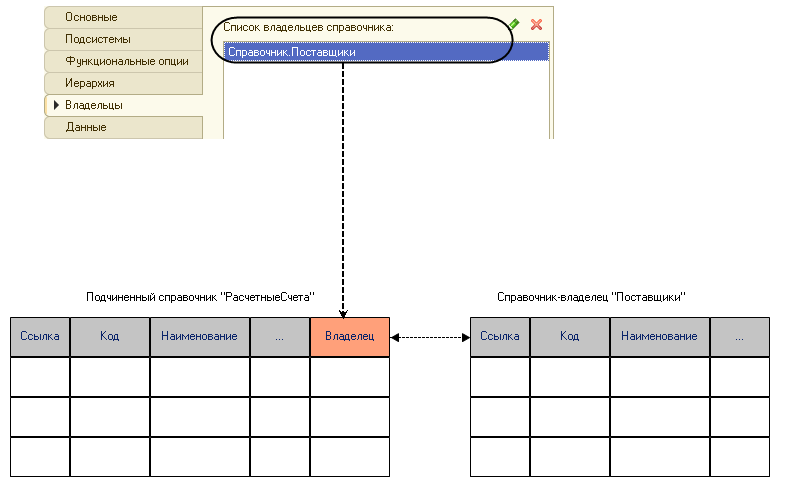 Основные
Подсистемы
Функциональные опции
Иерархия
Владельцы
Данные
Список владельцев справочника:
Справочник.Поставщики
Подчиненный справочник "РасчетныеСчета"
Ссылка Код Наименование ... Владелец
Справочник-владелец "Поставщики"
Ссылка Код Наименование ...